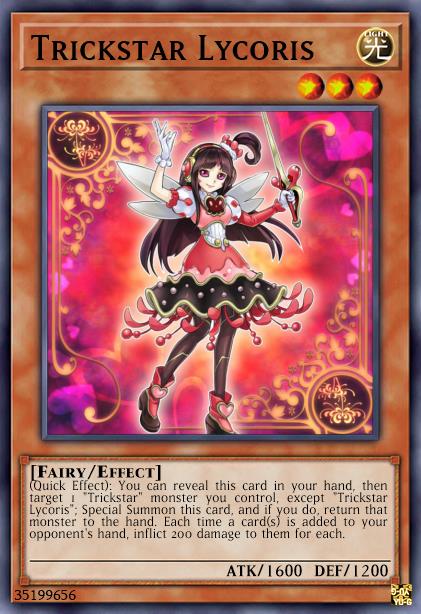 Trickstar Lycoris
LIGHT
光
[Fairy/Effect]
(Quick Effect): You can reveal this card in your hand, then
target 1 "Trickstar" monster you control, except "Trickstar
Lycoris"; Special Summon this card, and if you do, return that
monster to the hand. Each time a card(s) is added to your
opponent's hand, inflict 200 damage to them for each.
ATK/1600 DEF/1200
35199656